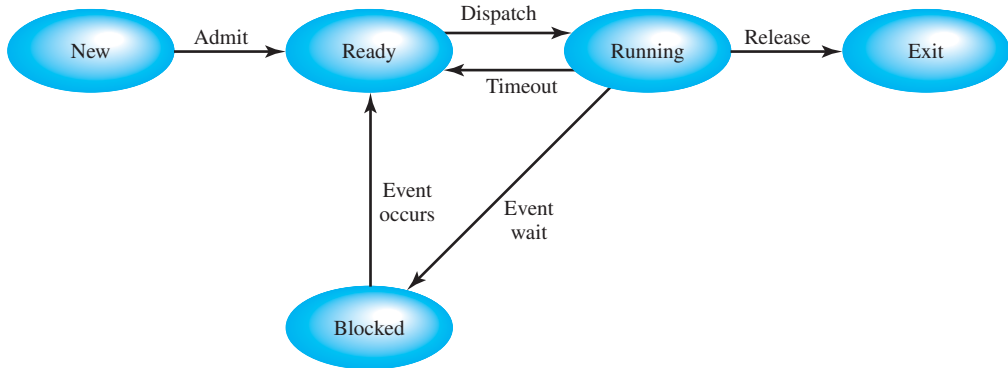 Dispatch
New
Admit
Ready
Running
Release
Exit
Timeout
Event
occurs
Event
wait
Blocked